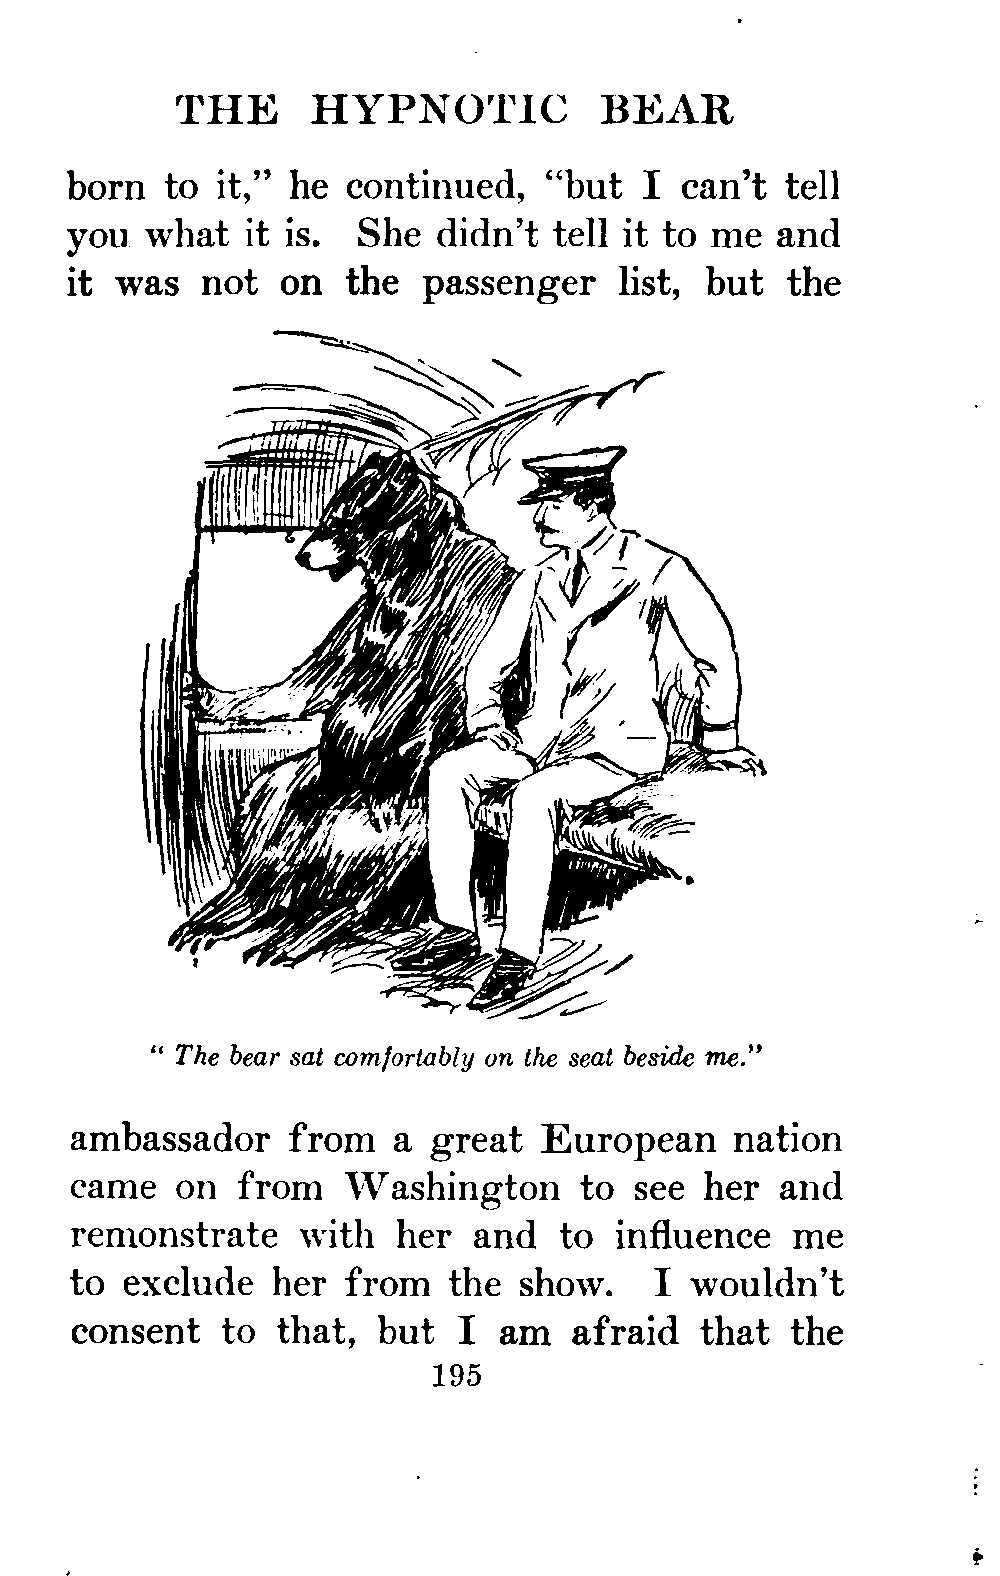 THE HYPNOTIC BEAR
born to it,” he continued, “but I can’t tell
you what it is. She didn’t tell it to me and
it was not on the passenger list, but the
“ The bear sat comfortably on the seat beside me.”
ambassador from a great European nation
came on from Washington to see her and
remonstrate with her and to influence me
to exclude her from the show. I wouldn’t
consent to that, but I am afraid that the
195